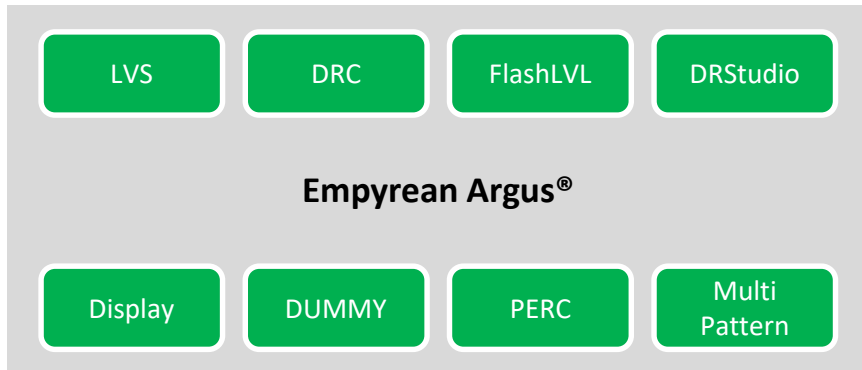 LVS
DRC
FlashLVL
DRStudio
Empyrean Argus®
Display
DUMMY
PERC
Multi
Pattern